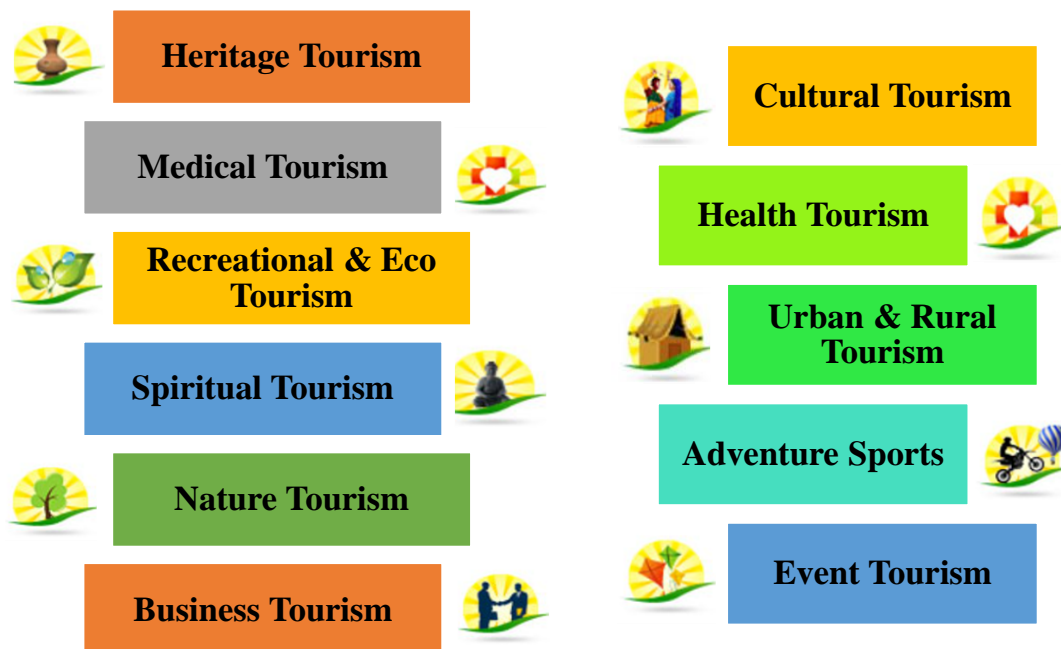 Heritage Tourism
Medical Tourism
Recreational & Eco
Tourism
Spiritual Tourism
Nature Tourism
Business Tourism
Cultural Tourism
Health Tourism
Urban & Rural
Tourism
Adventure Sports
Event Tourism